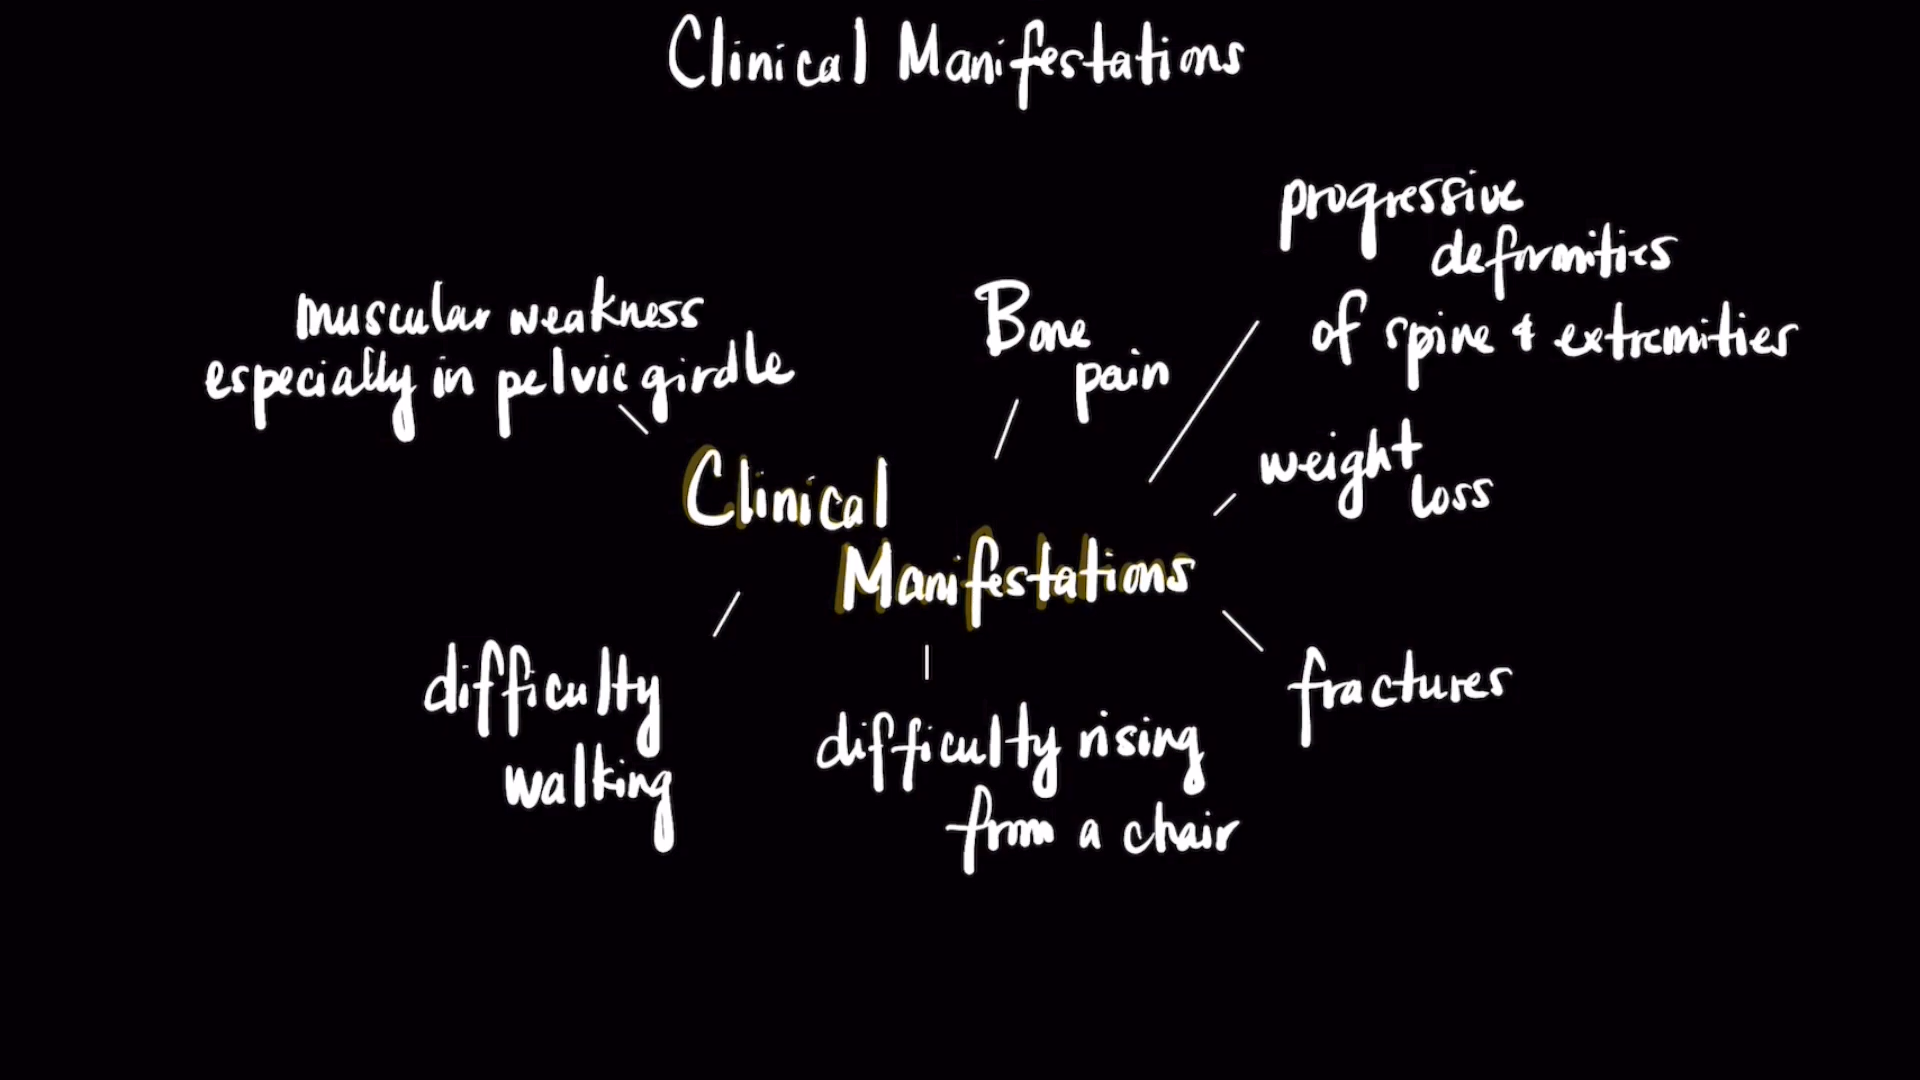 Clinical Manifestations
muscular weakness
especially in pelvic girdle
Bone
pain
progressive
deformities
of spine & extremities
weight
loss
Clinical
Manifestations
difficulty
walking
difficulty rising
from a chair
fractures